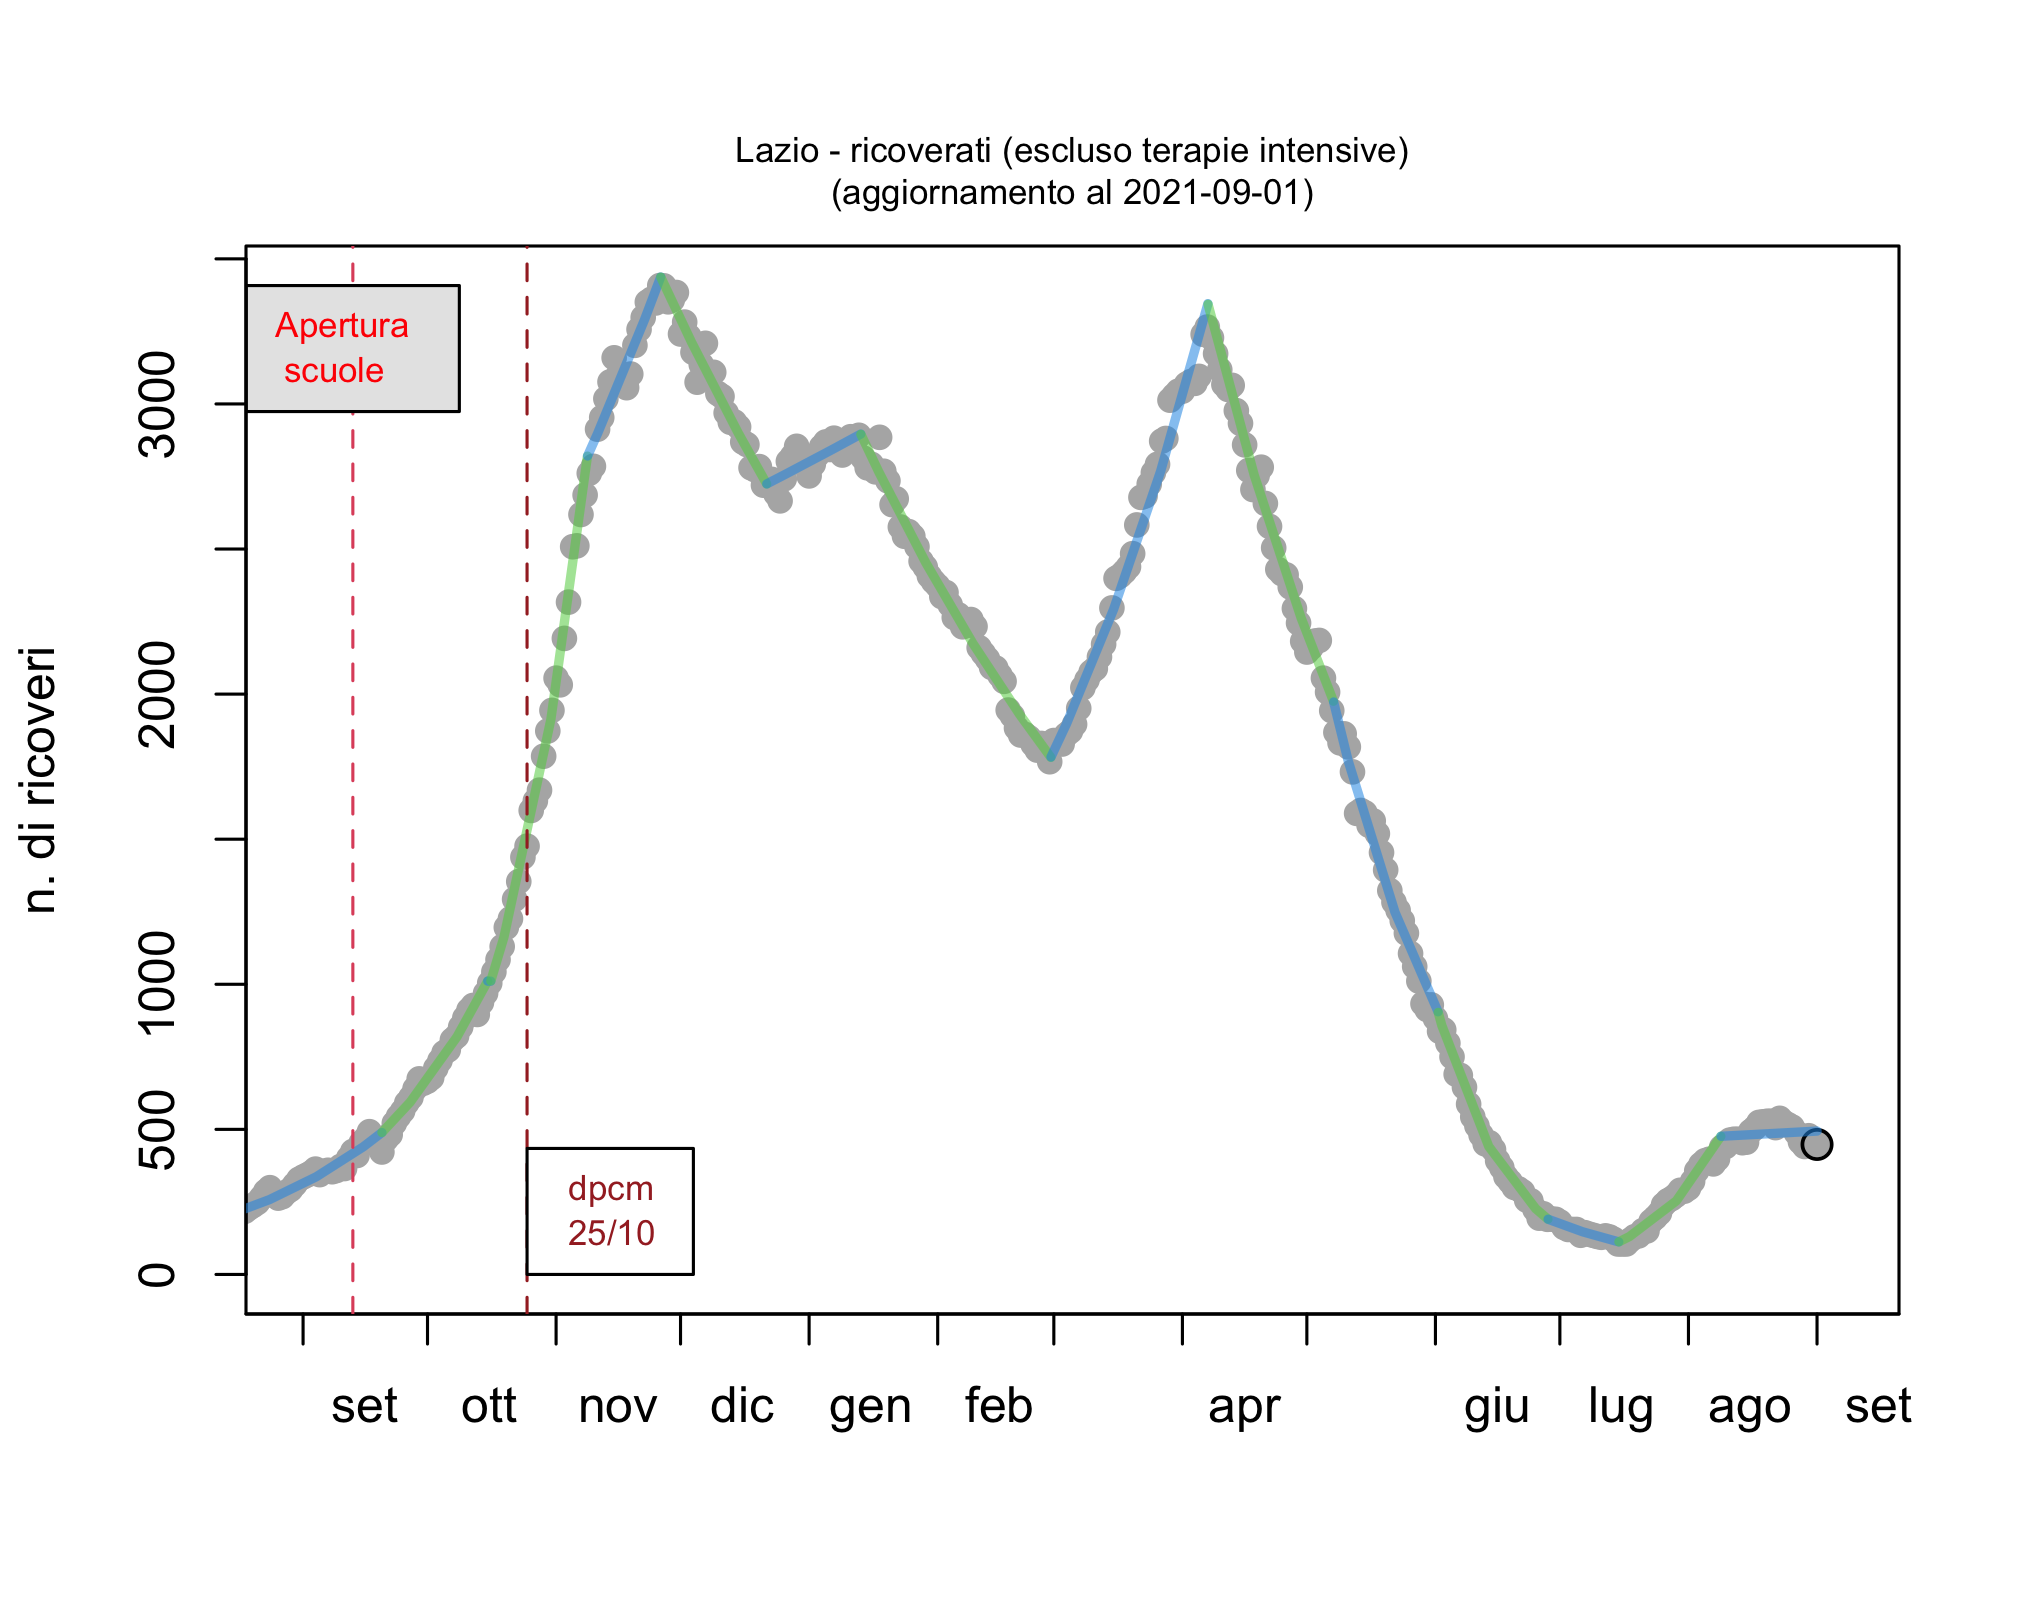 Lazio - ricoverati (escluso terapie intensive)
(aggiornamento al 2021-09-01)
Apertura
scuole
dpcm
25/10
n. di ricoveri
3000
2000
1000
500
0
set ott nov dic gen feb apr giu lug ago set